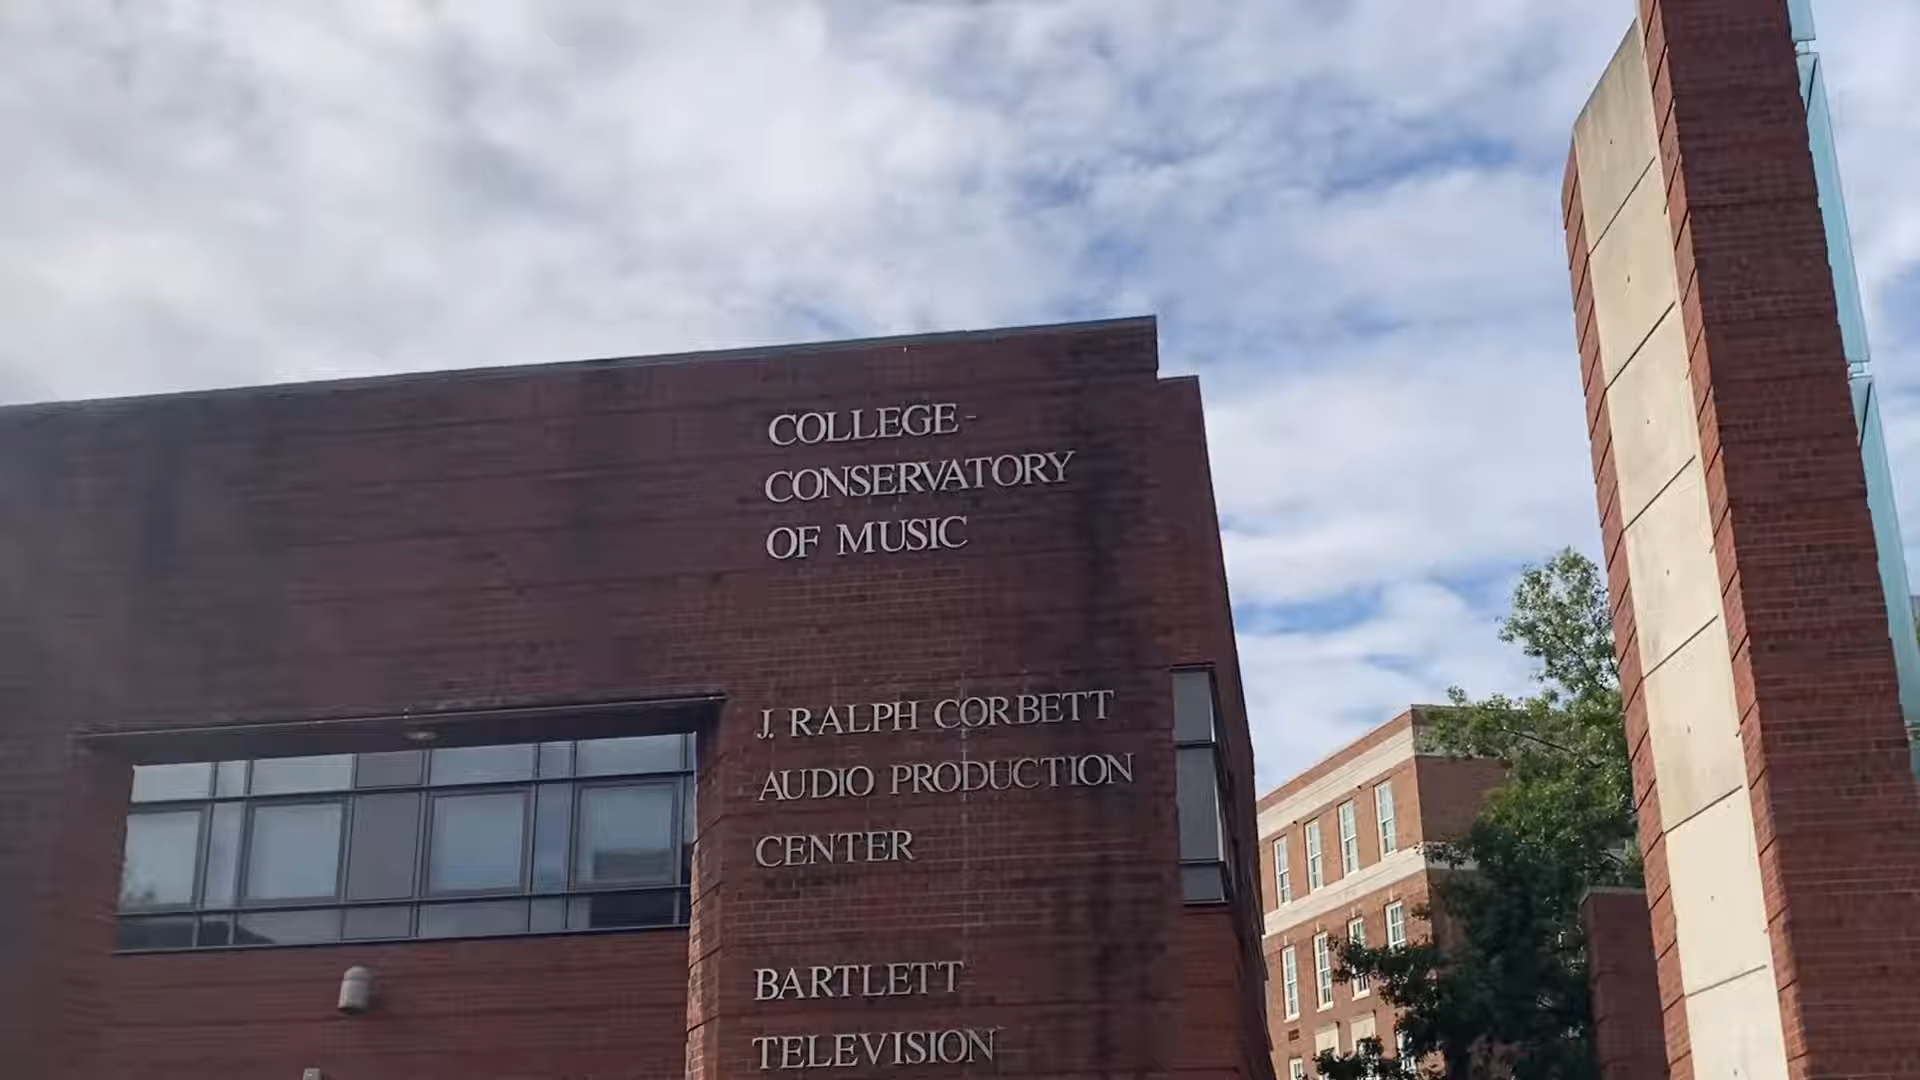 COLLEGE-
CONSERVATORY
OF MUSIC
J. RALPH CORBETT
AUDIO PRODUCTION
CENTER
BARTLETT
TELEVISION